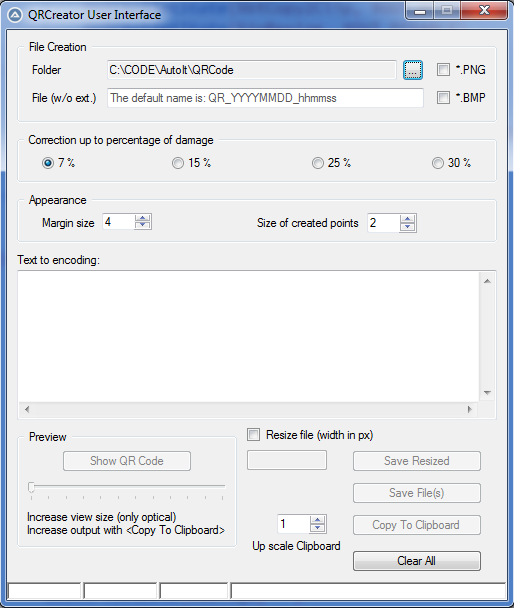 QRCreator User Interface
File Creation
Folder C:\CODE\AutoIt\QRCode ... *.PNG
File (w/o ext.) The default name is: QR_YYYYMMDD_hhmmss *.BMP
Correction up to percentage of damage
7 % 15 % 25 % 30 %
Appearance
Margin size 4 Size of created points 2
Text to encoding:
Preview
Resize file (width in px)
Show QR Code
Save Resized
Save File(s)
Increase view size (only optical)
Increase output with <Copy To Clipboard>
1
Copy To Clipboard
Up scale Clipboard
Clear All